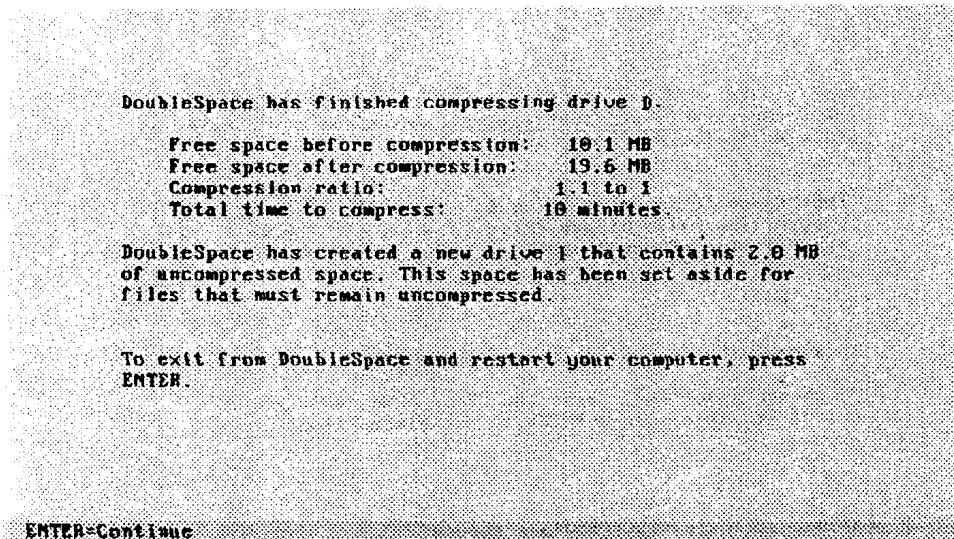 DoubleSpace has finished compressing drive D.
Free space before compression: 10.1 MB
Free space after compression: 19.6 MB
Compression ratio: 1.1 to 1
Total time to compress: 10 minutes.
DoubleSpace has created a new drive I that contains 2.0 MB
of uncompressed space. This space has been set aside for
files that must remain uncompressed.
To exit from DoubleSpace and restart your computer, press
ENTER.
ENTER=Continue